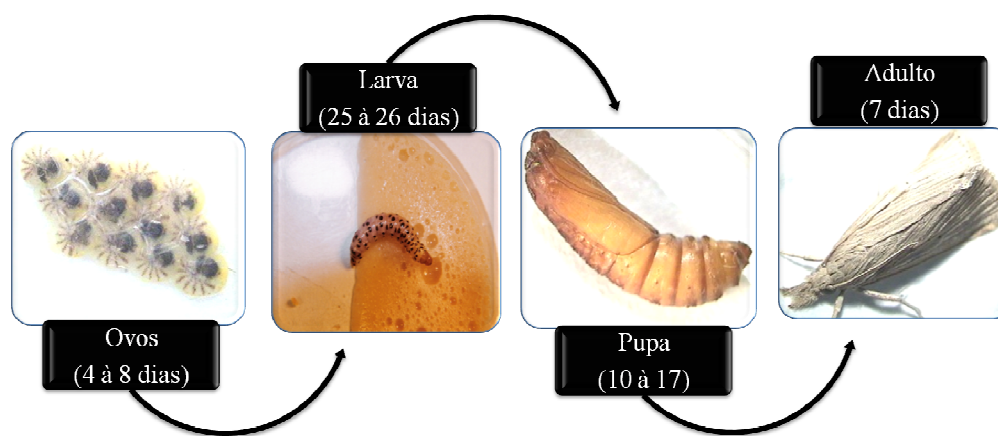 Ovos
(4 à 8 dias)
Larva
(25 à 26 dias)
Pupa
(10 à 17)
Adulto
(7 dias)